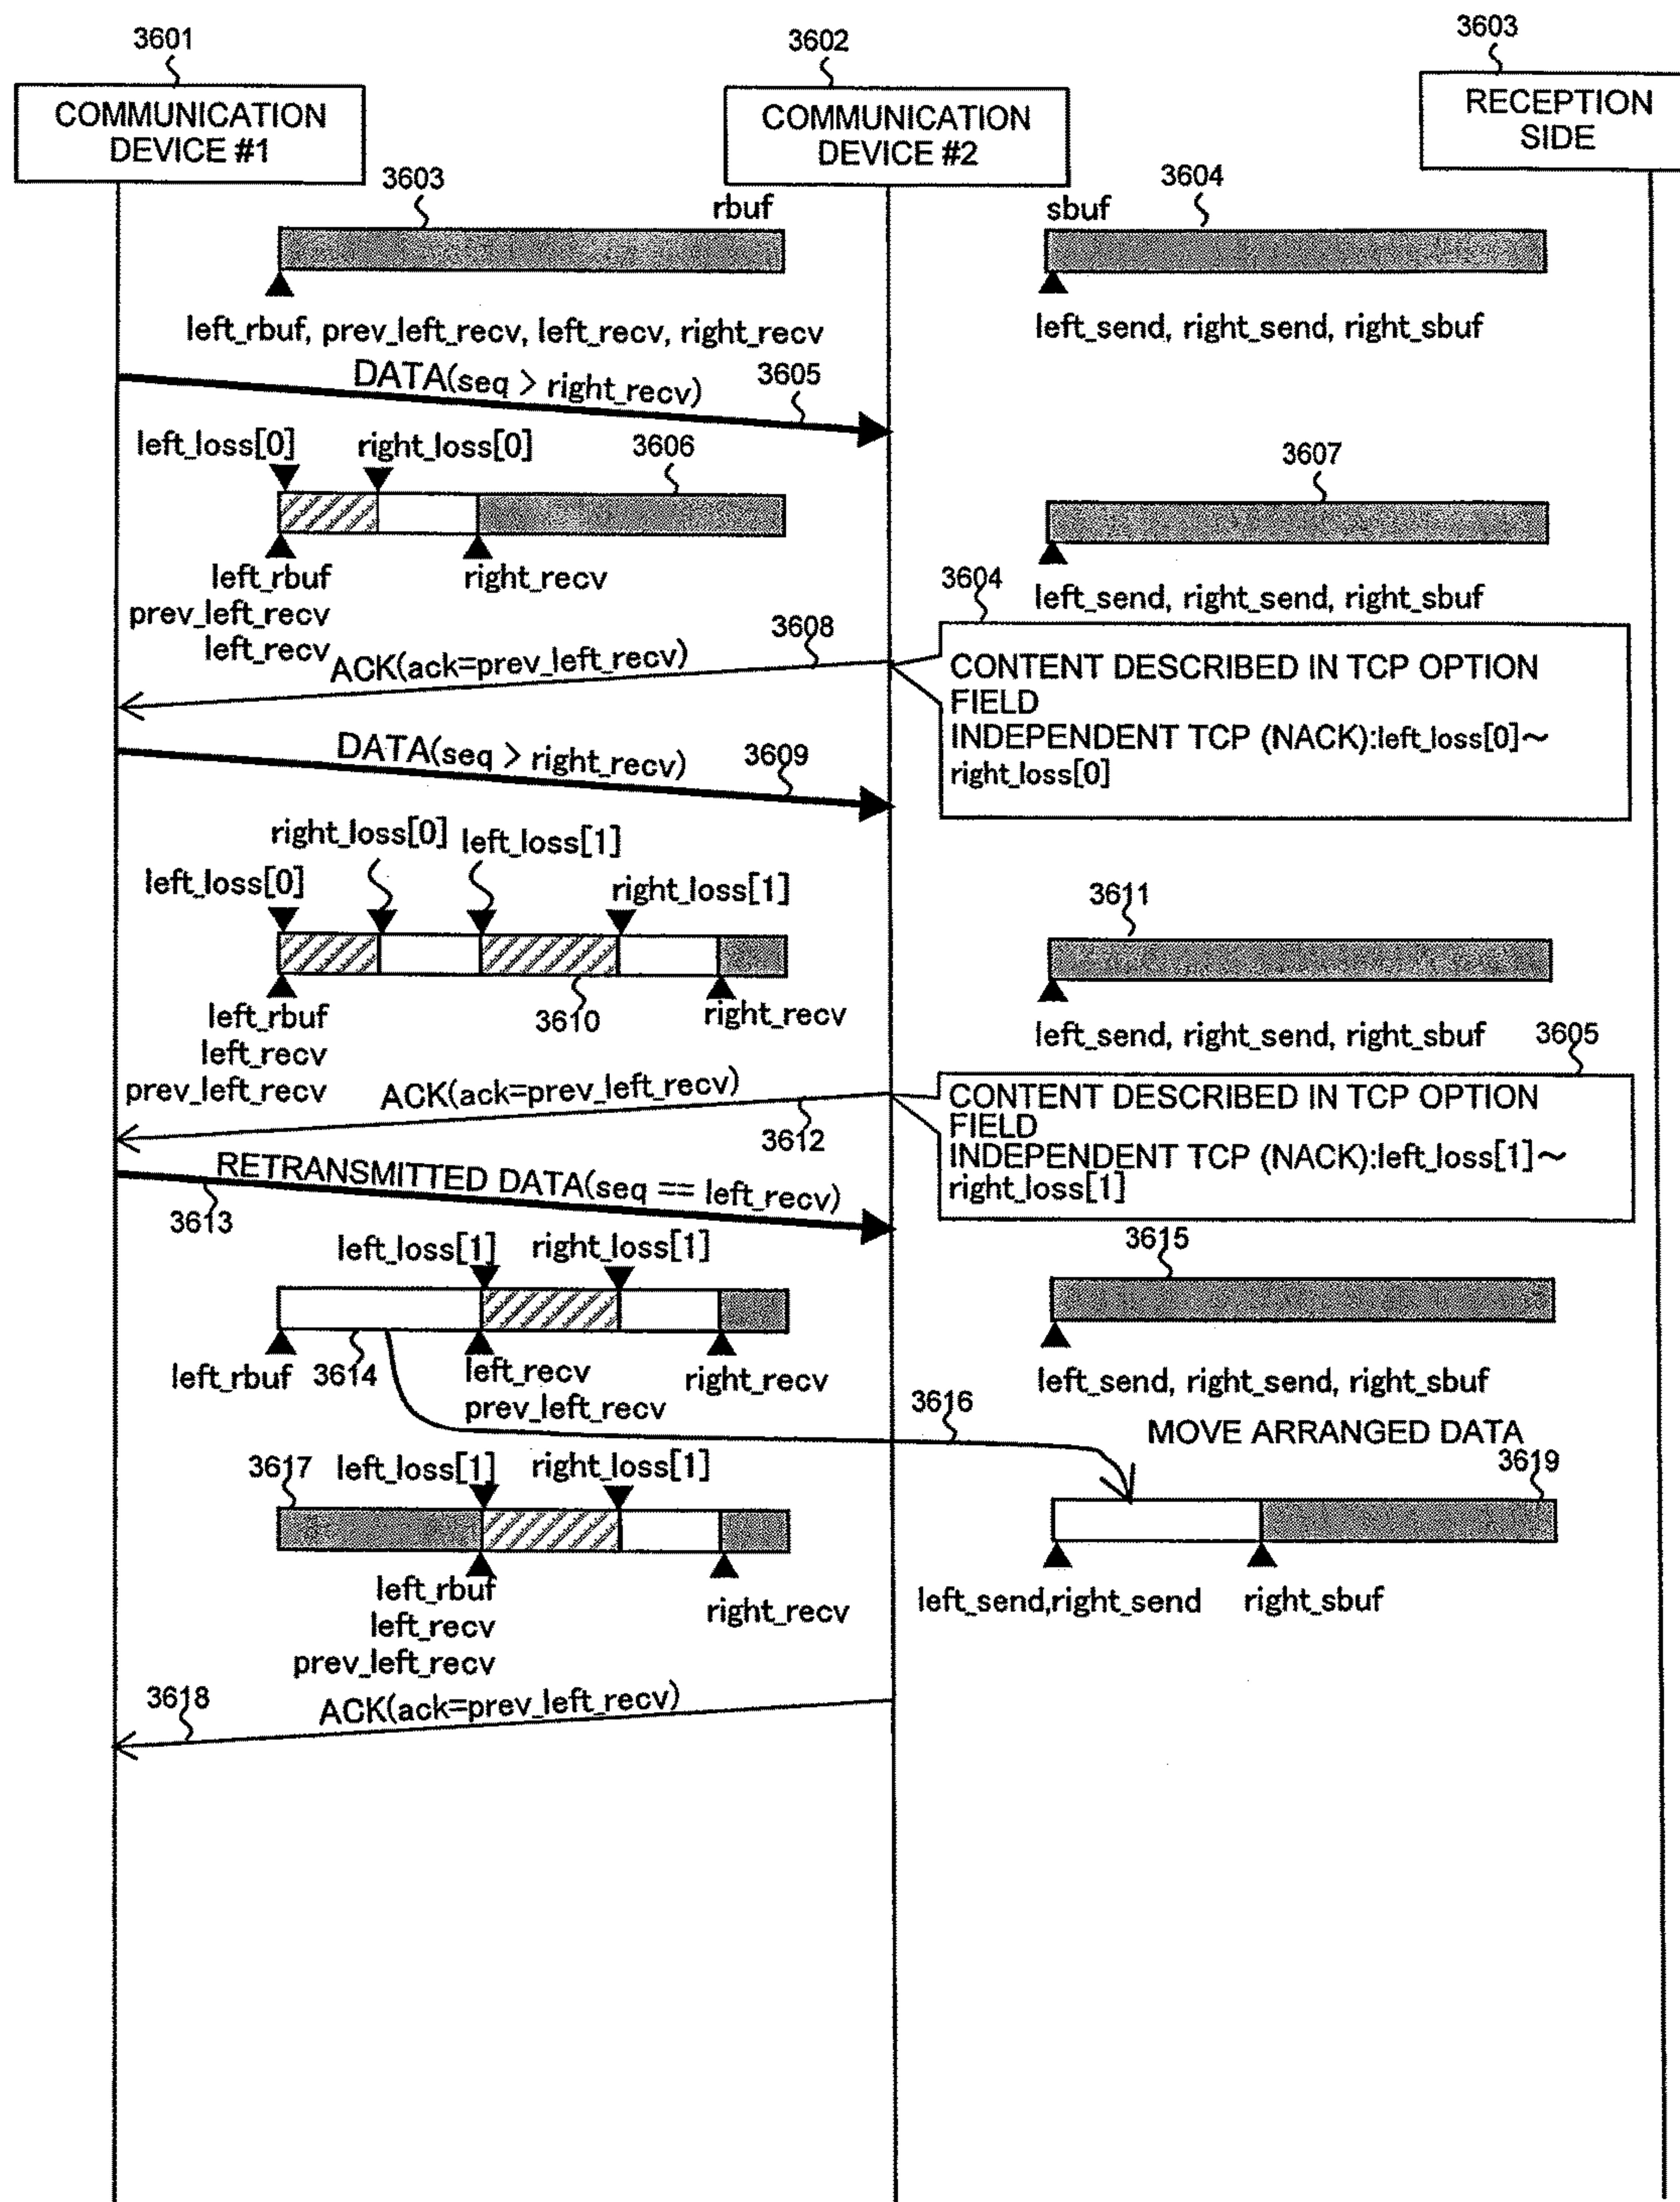 3601
3602
3603
COMMUNICATION
DEVICE #1
COMMUNICATION
DEVICE #2
RECEPTION
SIDE
3603
rbuf
sbuf
3604
left_rbuf, prev_left_recv, left_recv, right_recv
left_send, right_send, right_sbuf
DATA(seq > right_recv)
3605
left_loss[0]
right_loss[0]
3606
3607
left_rbuf
prev_left_recv
left_recv
right_recv
left_send, right_send, right_sbuf
3604
ACK(ack=prev_left_recv)
3608
CONTENT DESCRIBED IN TCP OPTION
FIELD
INDEPENDENT TCP (NACK):left_loss[0]~
right_loss[0]
DATA(seq > right_recv)
3609
right_loss[0]
left_loss[1]
left_loss[0]
right_loss[1]
3611
left_rbuf
left_recv
prev_left_recv
3610
right_recv
left_send, right_send, right_sbuf
3605
ACK(ack=prev_left_recv)
3612
CONTENT DESCRIBED IN TCP OPTION
FIELD
INDEPENDENT TCP (NACK):left_loss[1]~
right_loss[1]
RETRANSMITTED DATA(seq == left_recv)
3613
left_loss[1]
right_loss[1]
3615
left_rbuf
3614
left_recv
prev_left_recv
right_recv
left_send, right_send, right_sbuf
3616
MOVE ARRANGED DATA
3617
left_loss[1]
right_loss[1]
3619
left_rbuf
left_recv
prev_left_recv
right_recv
left_send,right_send
right_sbuf
3618
ACK(ack=prev_left_recv)